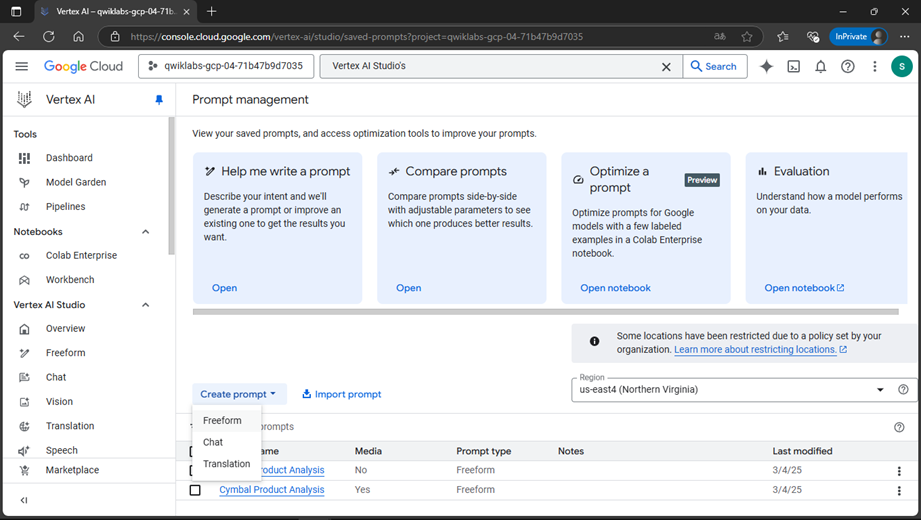 Vertex AI – qwiklabs-gcp-04-71b
https://console.cloud.google.com/vertex-ai/studio/saved-prompts?project=qwiklabs-gcp-04-71b47b9d7035
InPrivate
Google Cloud
qwiklabs-gcp-04-71b47b9d7035
Vertex AI Studio's
Search
S
Vertex AI
Prompt management
Tools
Dashboard
Model Garden
Pipelines
Notebooks
Colab Enterprise
Workbench
Vertex AI Studio
Overview
Freeform
Chat
Vision
Translation
Speech
Marketplace
View your saved prompts, and access optimization tools to improve your prompts.
Help me write a prompt
Describe your intent and we'll
generate a prompt or improve an
existing one to get the results you
want.
Open
Compare prompts
Compare prompts side-by-side
with adjustable parameters to see
which one produces better results.
Open
Optimize a
prompt
Preview
Optimize prompts for Google
models with a few labeled
examples in a Colab Enterprise
notebook.
Open notebook
Evaluation
Understand how a model performs
on your data.
Open notebook
Some locations have been restricted due to a policy set by your
organization. Learn more about restricting locations.
Create prompt
Import prompt
Region
us-east4 (Northern Virginia)
Freeform
Chat
Translation
prompts
ame Media Prompt type Notes Last modified
Product Analysis No Freeform 3/4/25
Cymbal Product Analysis Yes Freeform 3/4/25